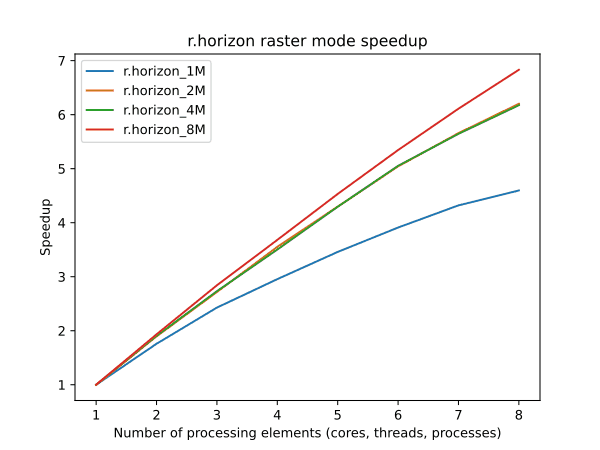 r.horizon raster mode speedup
7
6
5
4
3
2
1
Speedup
r.horizon_1M
r.horizon_2M
r.horizon_4M
r.horizon_8M
1 2 3 4 5 6 7 8
Number of processing elements (cores, threads, processes)